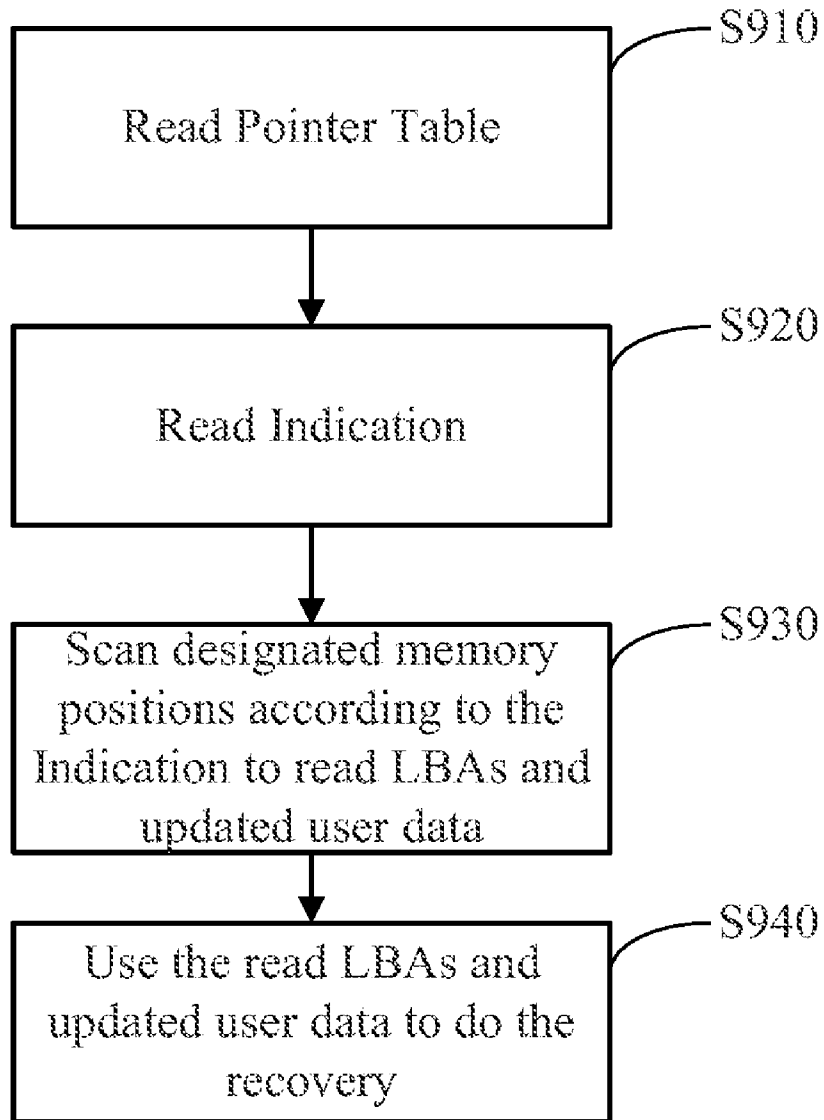 S910
Read Pointer Table
S920
Read Indication
S930
Scan designated memory
positions according to the
Indication to read LBAs and
updated user data
S940
Use the read LBAs and
updated user data to do the
recovery